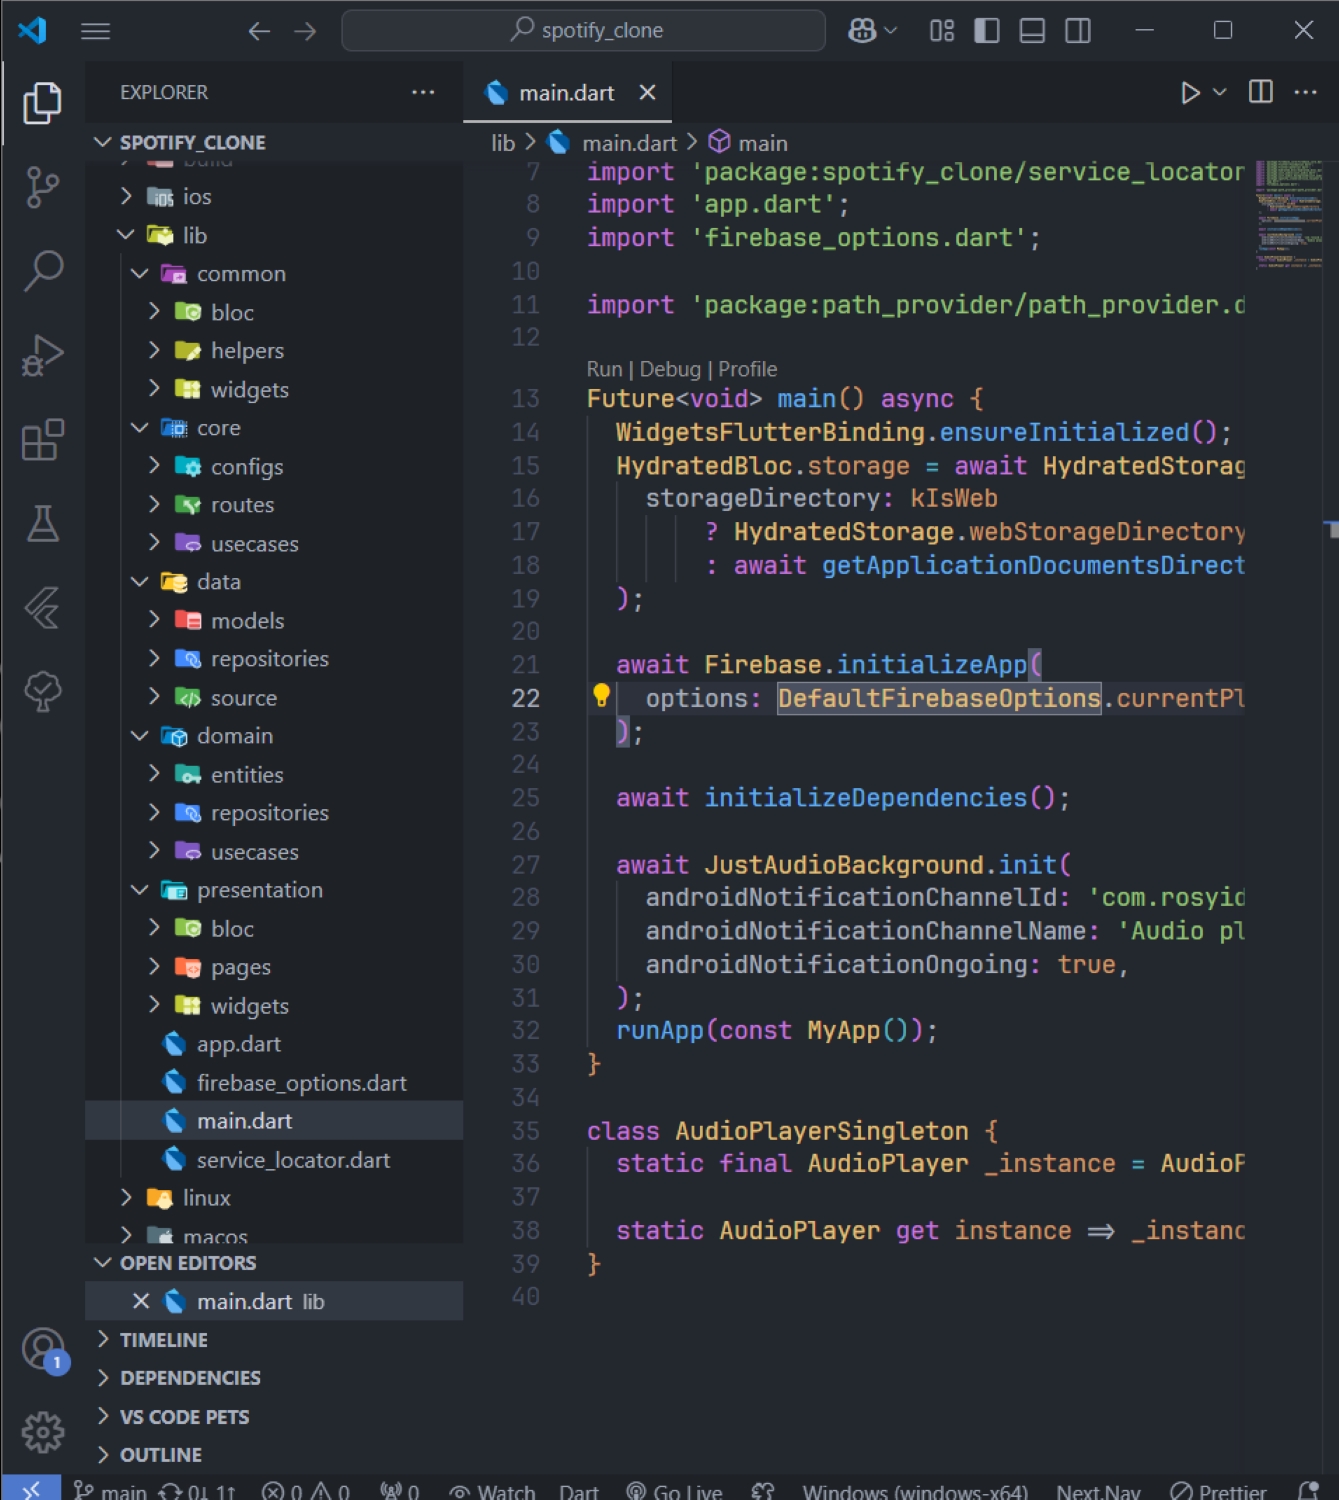 spotify_clone
EXPLORER
main.dart
SPOTIFY_CLONE
lib > main.dart > main
build
ios
lib
common
bloc
helpers
widgets
core
configs
routes
usecases
data
models
repositories
source
domain
entities
repositories
usecases
presentation
bloc
pages
widgets
app.dart
firebase_options.dart
main.dart
service_locator.dart
linux
macos
OPEN EDITORS
main.dart lib
TIMELINE
DEPENDENCIES
VS CODE PETS
OUTLINE
1
7 import 'package:spotify_clone/service_locator
8 import 'app.dart';
9 import 'firebase_options.dart';
10
11 import 'package:path_provider/path_provider.d
12
Run | Debug | Profile
13 Future<void> main() async {
14 WidgetsFlutterBinding.ensureInitialized();
15 HydratedBloc.storage = await HydratedStorag
16 storageDirectory: kIsWeb
17 ? HydratedStorage.webStorageDirectory
18 : await getApplicationDocumentsDirect
19 );
20
21 await Firebase.initializeApp(
22 options: DefaultFirebaseOptions.currentPl
23 );
24
25 await initializeDependencies();
26
27 await JustAudioBackground.init(
28 androidNotificationChannelId: 'com.rosyid
29 androidNotificationChannelName: 'Audio pl
30 androidNotificationOngoing: true,
31 );
32 runApp(const MyApp());
33 }
34
35 class AudioPlayerSingleton {
36 static final AudioPlayer _instance = AudioP
37
38 static AudioPlayer get instance => _instanc
39 }
40
main 0↓ 1↑ 0 0 0 Watch Dart Go Live Windows (windows-x64) Next.Nav Prettier